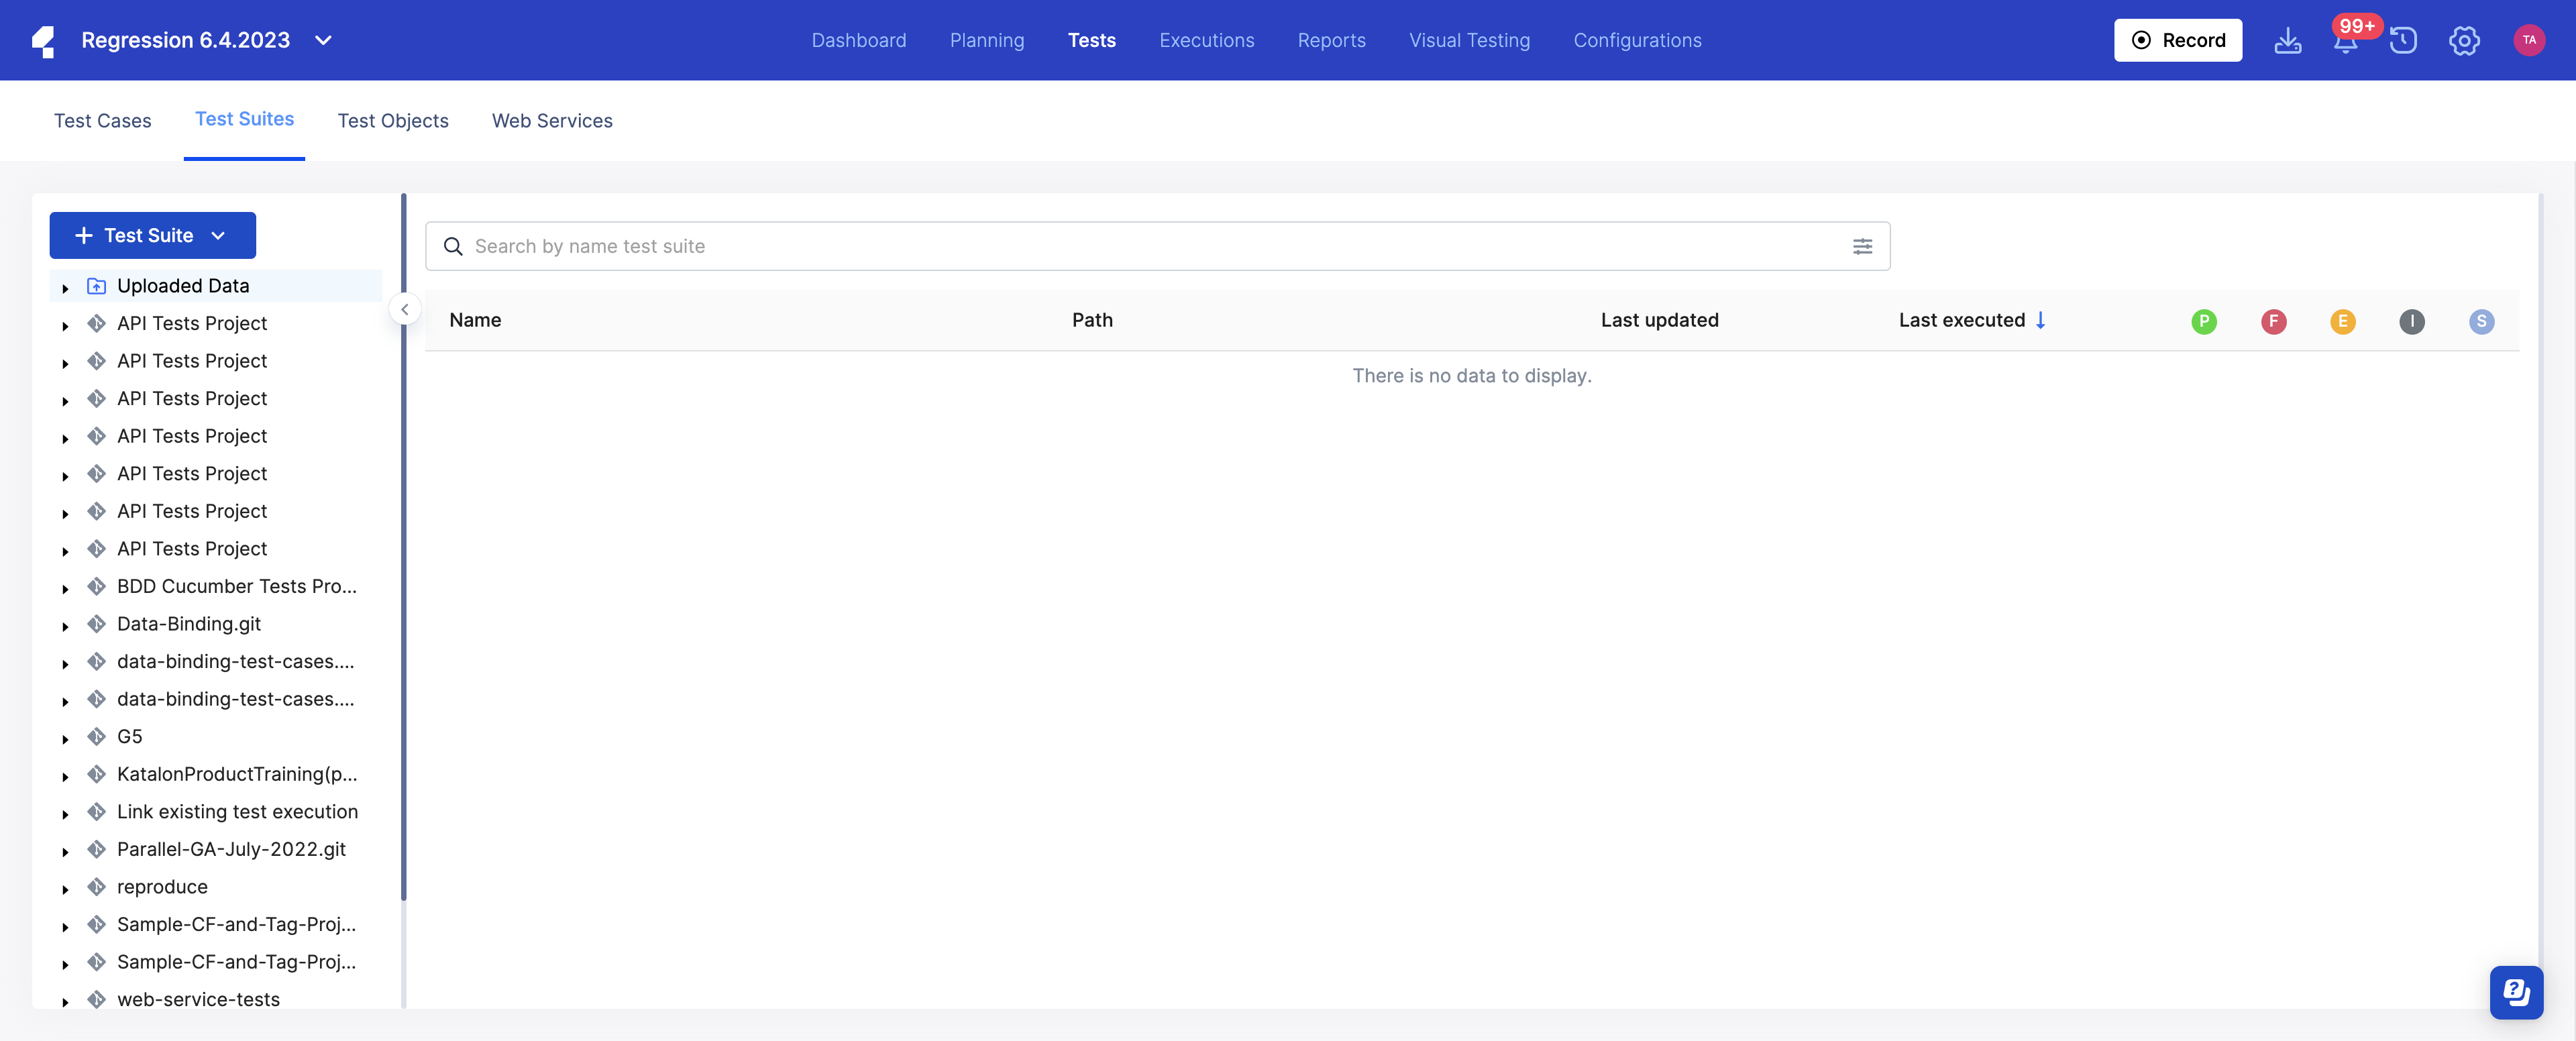 Regression 6.4.2023
Dashboard Planning Tests Executions Reports Visual Testing Configurations
Record
99+
TA
Test Cases Test Suites Test Objects Web Services
+ Test Suite
Search by name test suite
Uploaded Data
API Tests Project
API Tests Project
API Tests Project
API Tests Project
API Tests Project
API Tests Project
API Tests Project
BDD Cucumber Tests Pro...
Data-Binding.git
data-binding-test-cases....
data-binding-test-cases....
G5
KatalonProductTraining(p...
Link existing test execution
Parallel-GA-July-2022.git
reproduce
Sample-CF-and-Tag-Proj...
Sample-CF-and-Tag-Proj...
web-service-tests
Name Path Last updated Last executed P F E I S
There is no data to display.